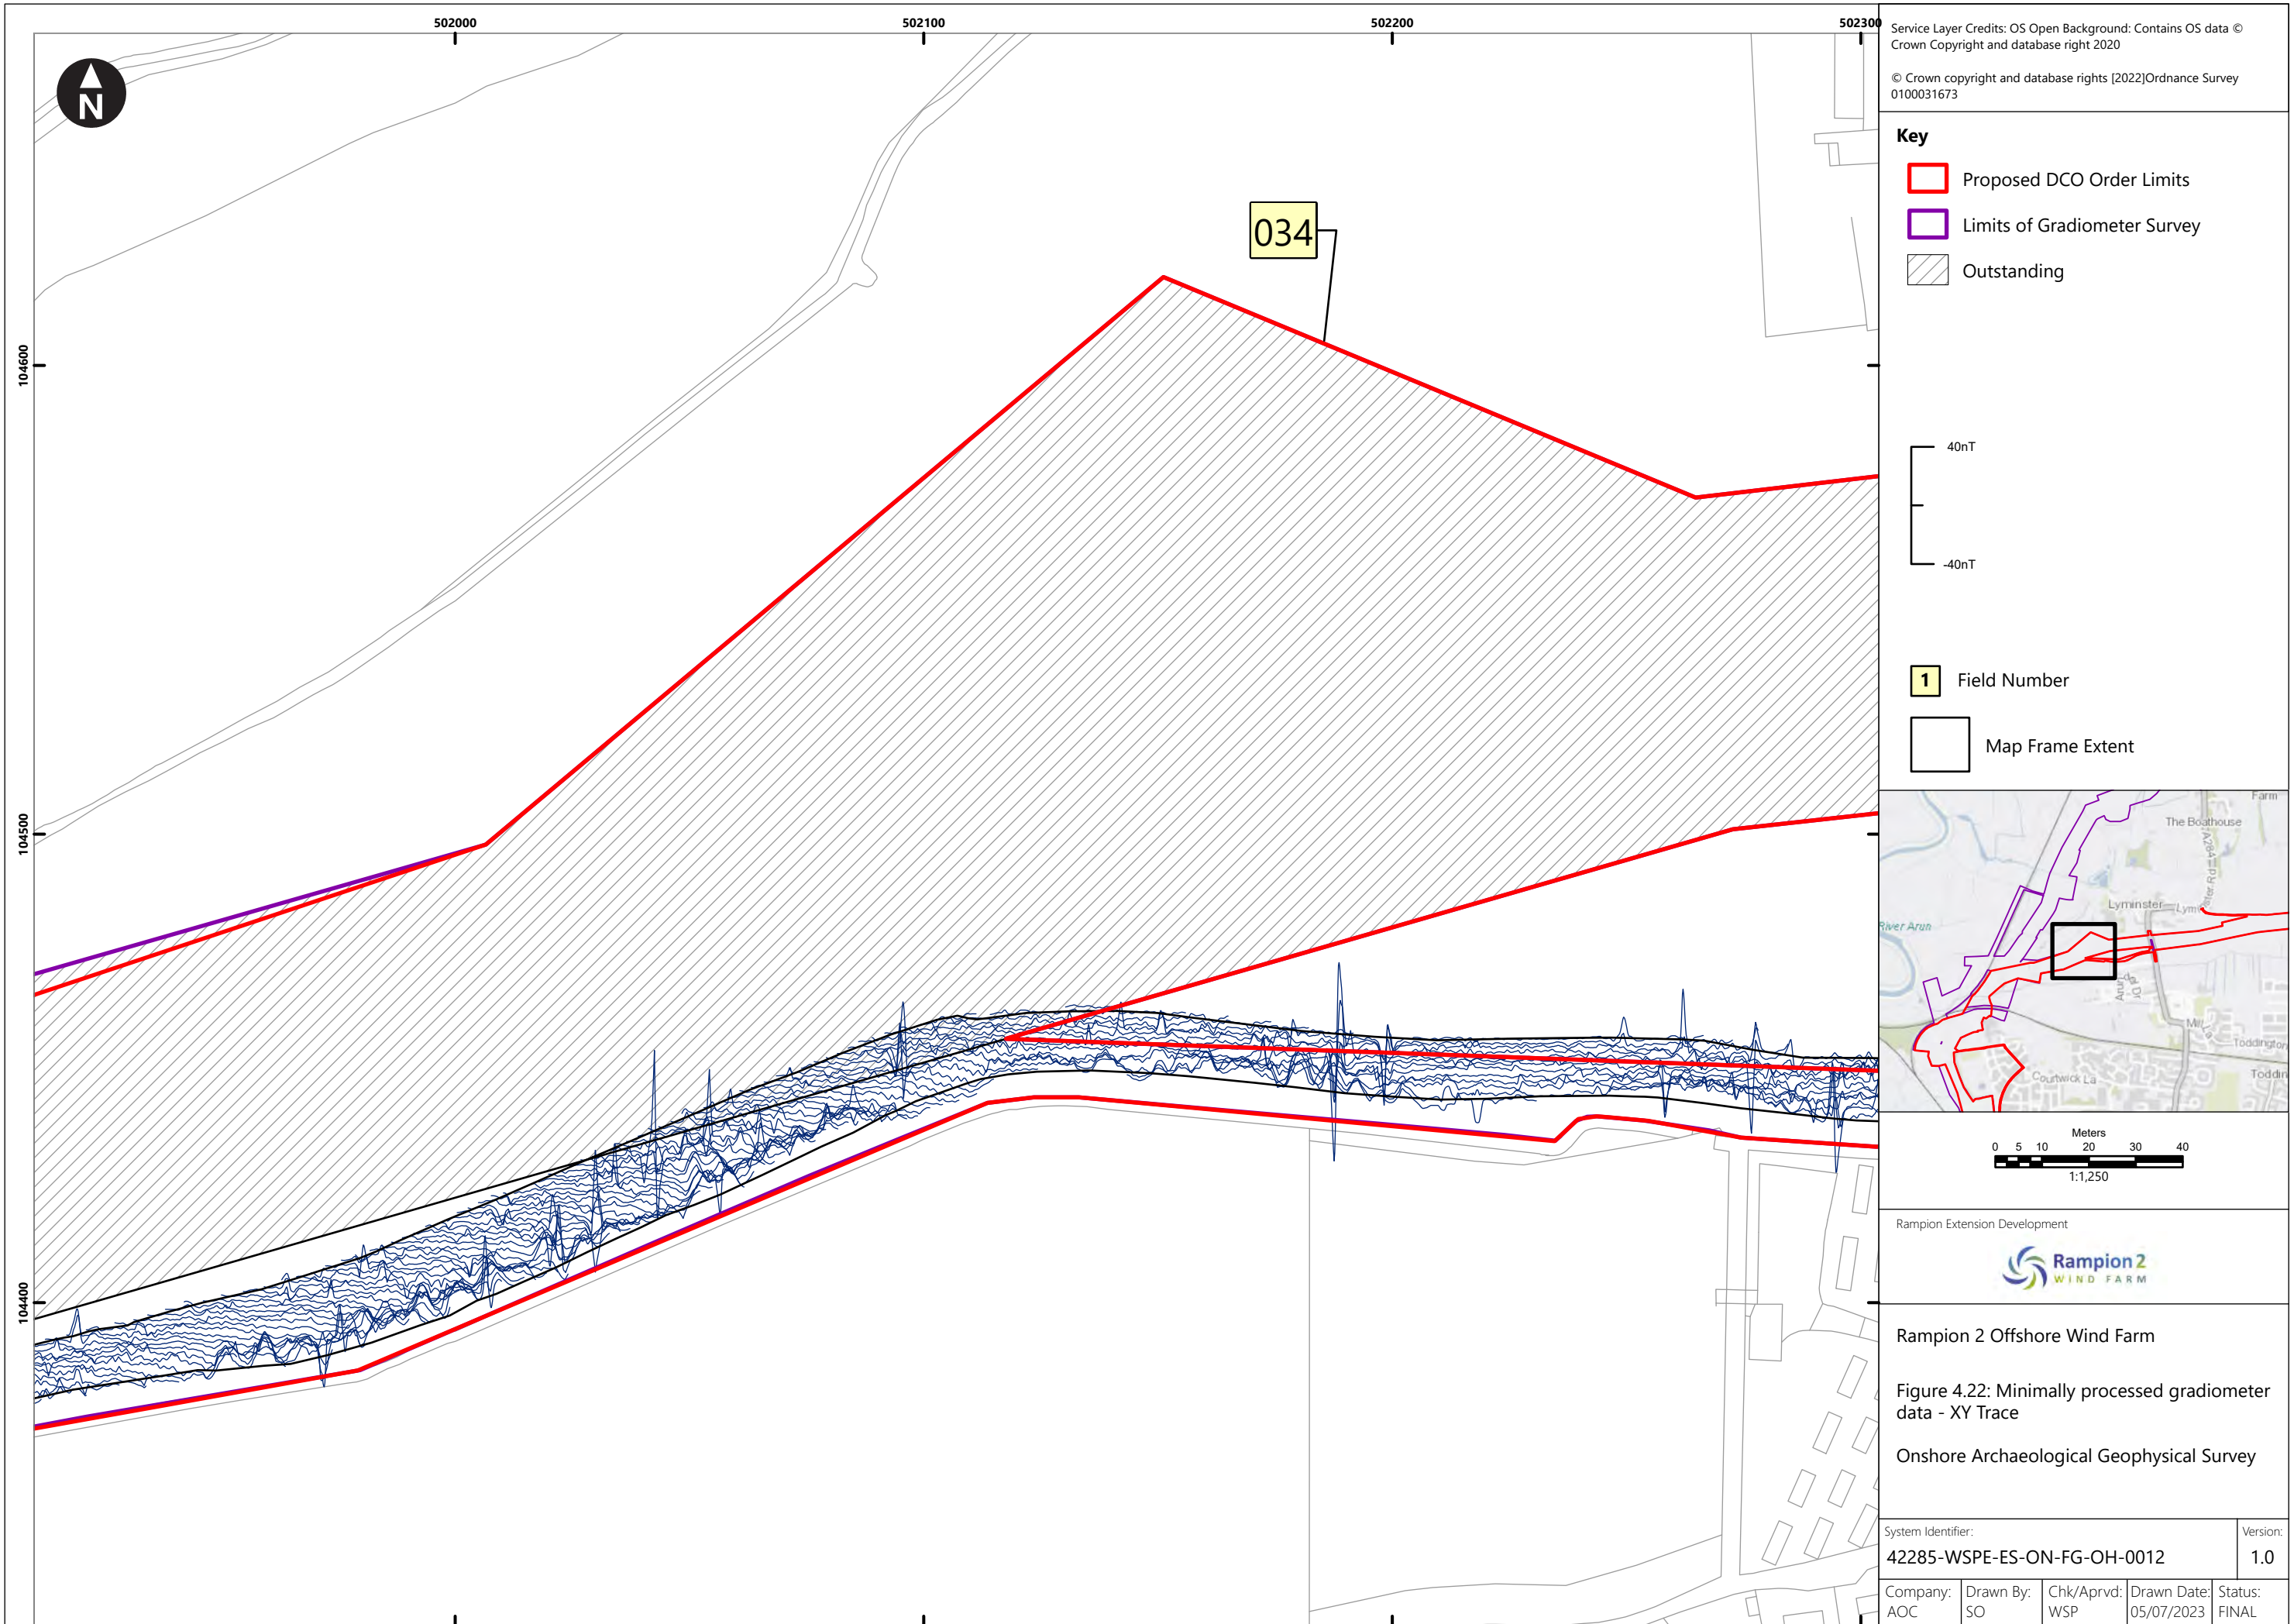 502000
502100
502200
502300
104600
104500
104400
N
034
Service Layer Credits: OS Open Background: Contains OS data ©
Crown Copyright and database right 2020
© Crown copyright and database rights [2022]Ordnance Survey
0100031673
Key
Proposed DCO Order Limits
Limits of Gradiometer Survey
Outstanding
40nT
-40nT
1 Field Number
Map Frame Extent
Farm
The Boathouse
Lyminster
River Arun
Mill
Toddington
Courtwick La
Toddin
Meters
0 5 10 20 30 40
1:1,250
Rampion Extension Development
Rampion 2
WIND FARM
Rampion 2 Offshore Wind Farm
Figure 4.22: Minimally processed gradiometer
data - XY Trace
Onshore Archaeological Geophysical Survey
System Identifier:
42285-WSPE-ES-ON-FG-OH-0012
Version:
1.0
Company:
AOC
Drawn By:
SO
Chk/Aprvd:
WSP
Drawn Date:
05/07/2023
Status:
FINAL